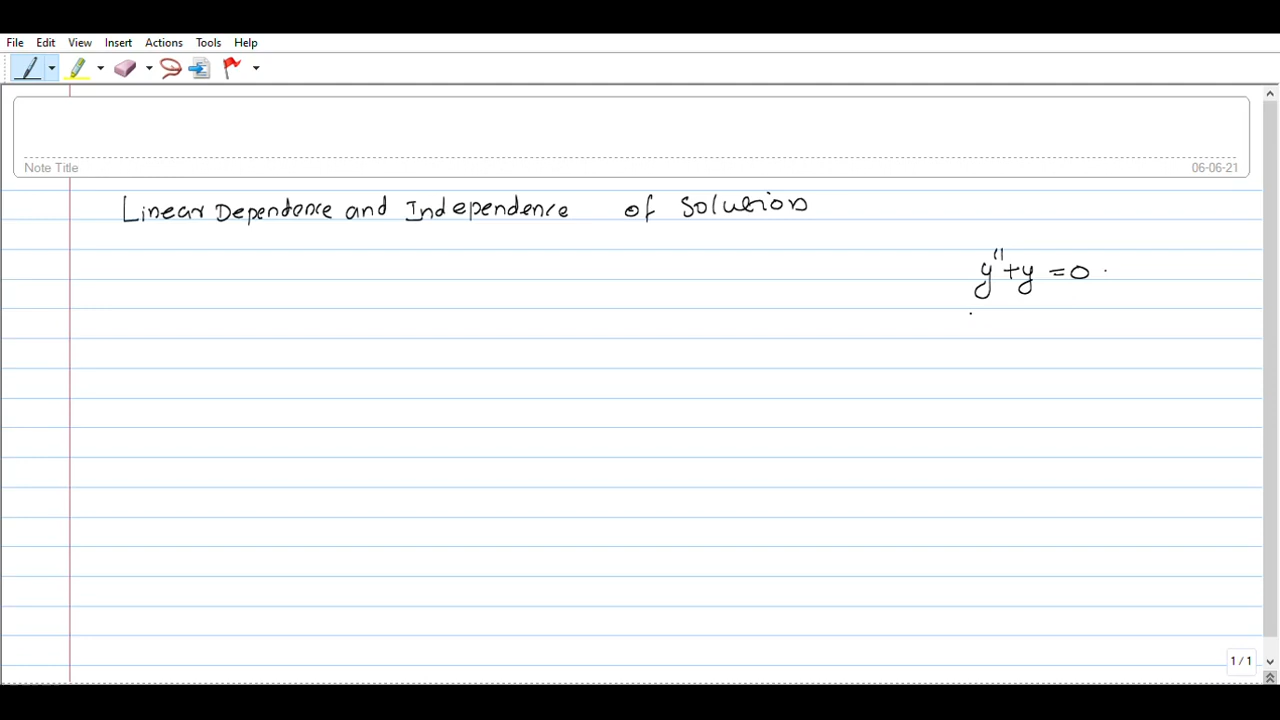 File Edit View Insert Actions Tools Help
Note Title 06-06-21
Linear Dependence and Independence of Solutions
y''+y =0
1 / 1